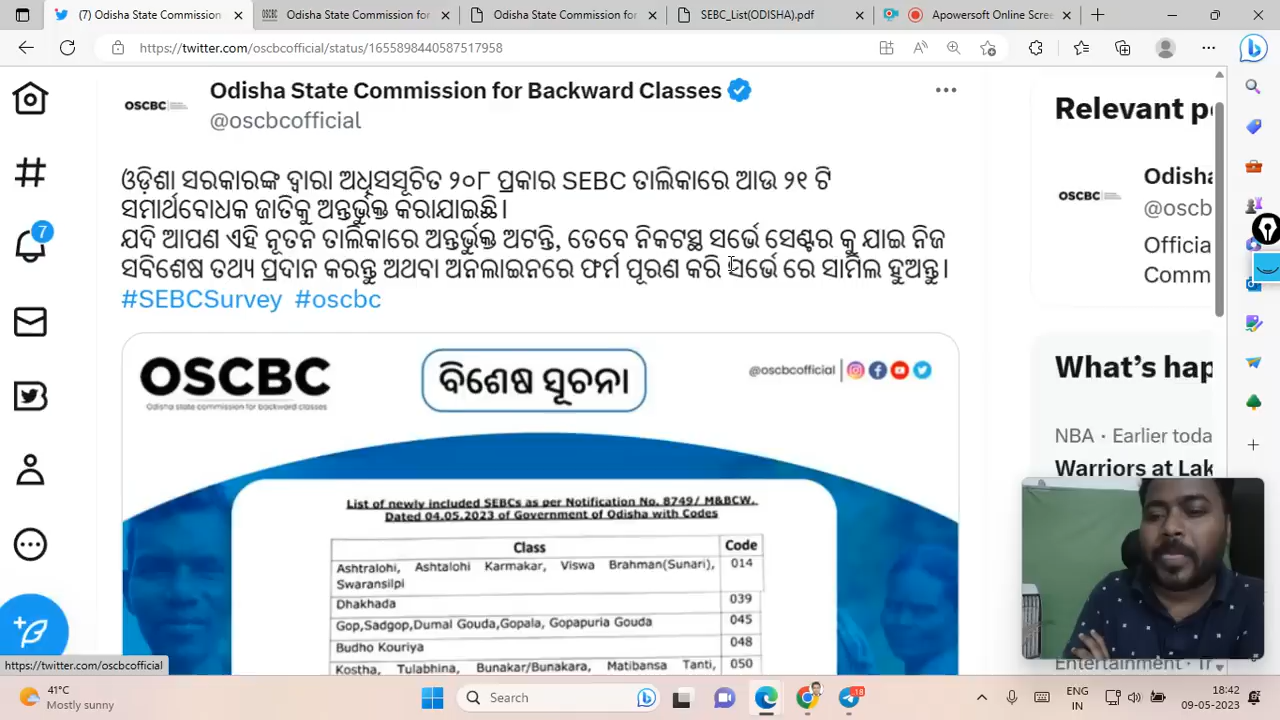 Odisha State Commission for
Odisha State Commission for
Odisha State Commission for
SEBC_List(ODISHA).pdf
Apowersoft Online Scree
https://twitter.com/oscbcofficial/status/1655898440587517958
OSCBC
Odisha State Commission for Backward Classes
@oscbcofficial
ଓଡ଼ିଶା ସରକାରଙ୍କ ଦ୍ୱାରା ଅଧିସସୂଚିତ ୨୦୮ ପ୍ରକାର SEBC ତାଲିକାରେ ଆଉ ୨୧ ଟି
ସମାର୍ଥବୋଧକ ଜାତିକୁ ଅନ୍ତର୍ଭୁକ୍ତ କରାଯାଇଛି।
ଯଦି ଆପଣ ଏହି ନୂତନ ତାଲିକାରେ ଅନ୍ତର୍ଭୁକ୍ତ ଅଟନ୍ତି, ତେବେ ନିକଟସ୍ଥ ସର୍ଭେ ସେଣ୍ଟର କୁ ଯାଇ ନିଜ
ସବିଶେଷ ତଥ୍ୟ ପ୍ରଦାନ କରନ୍ତୁ ଅଥବା ଅନଲାଇନରେ ଫର୍ମ ପୂରଣ କରି ସର୍ଭେ ରେ ସାମିଲ ହୁଅନ୍ତୁ।
#SEBCSurvey #oscbc
OSCBC
Odisha state commission for backward classes
ବିଶେଷ ସୂଚନା
@oscbcofficial
List of newly included SEBCs as per Notification No. 8749/ M&BCW,
Dated 04.05.2023 of Government of Odisha with Codes
Class Code
Ashtralohi, Ashtalohi Karmakar, Viswa Brahman(Sunari), 014
Swaransilpi
Dhakhada 039
Gop,Sadgop,Dumal Gouda,Gopala, Gopapuria Gouda 045
Budho Kouriya 048
Kostha, Tulabhina, Bunakar/Bunakara, Matibansa Tanti, 050
Relevant p
OSCBC
Odisha
@oscb
Officia
Comm
What's hap
NBA · Earlier toda
Warriors at Lak
Entertainment · Tr
7
https://twitter.com/oscbcofficial
41°C
Mostly sunny
Search
18
ENG
IN
18:42
09-05-2023